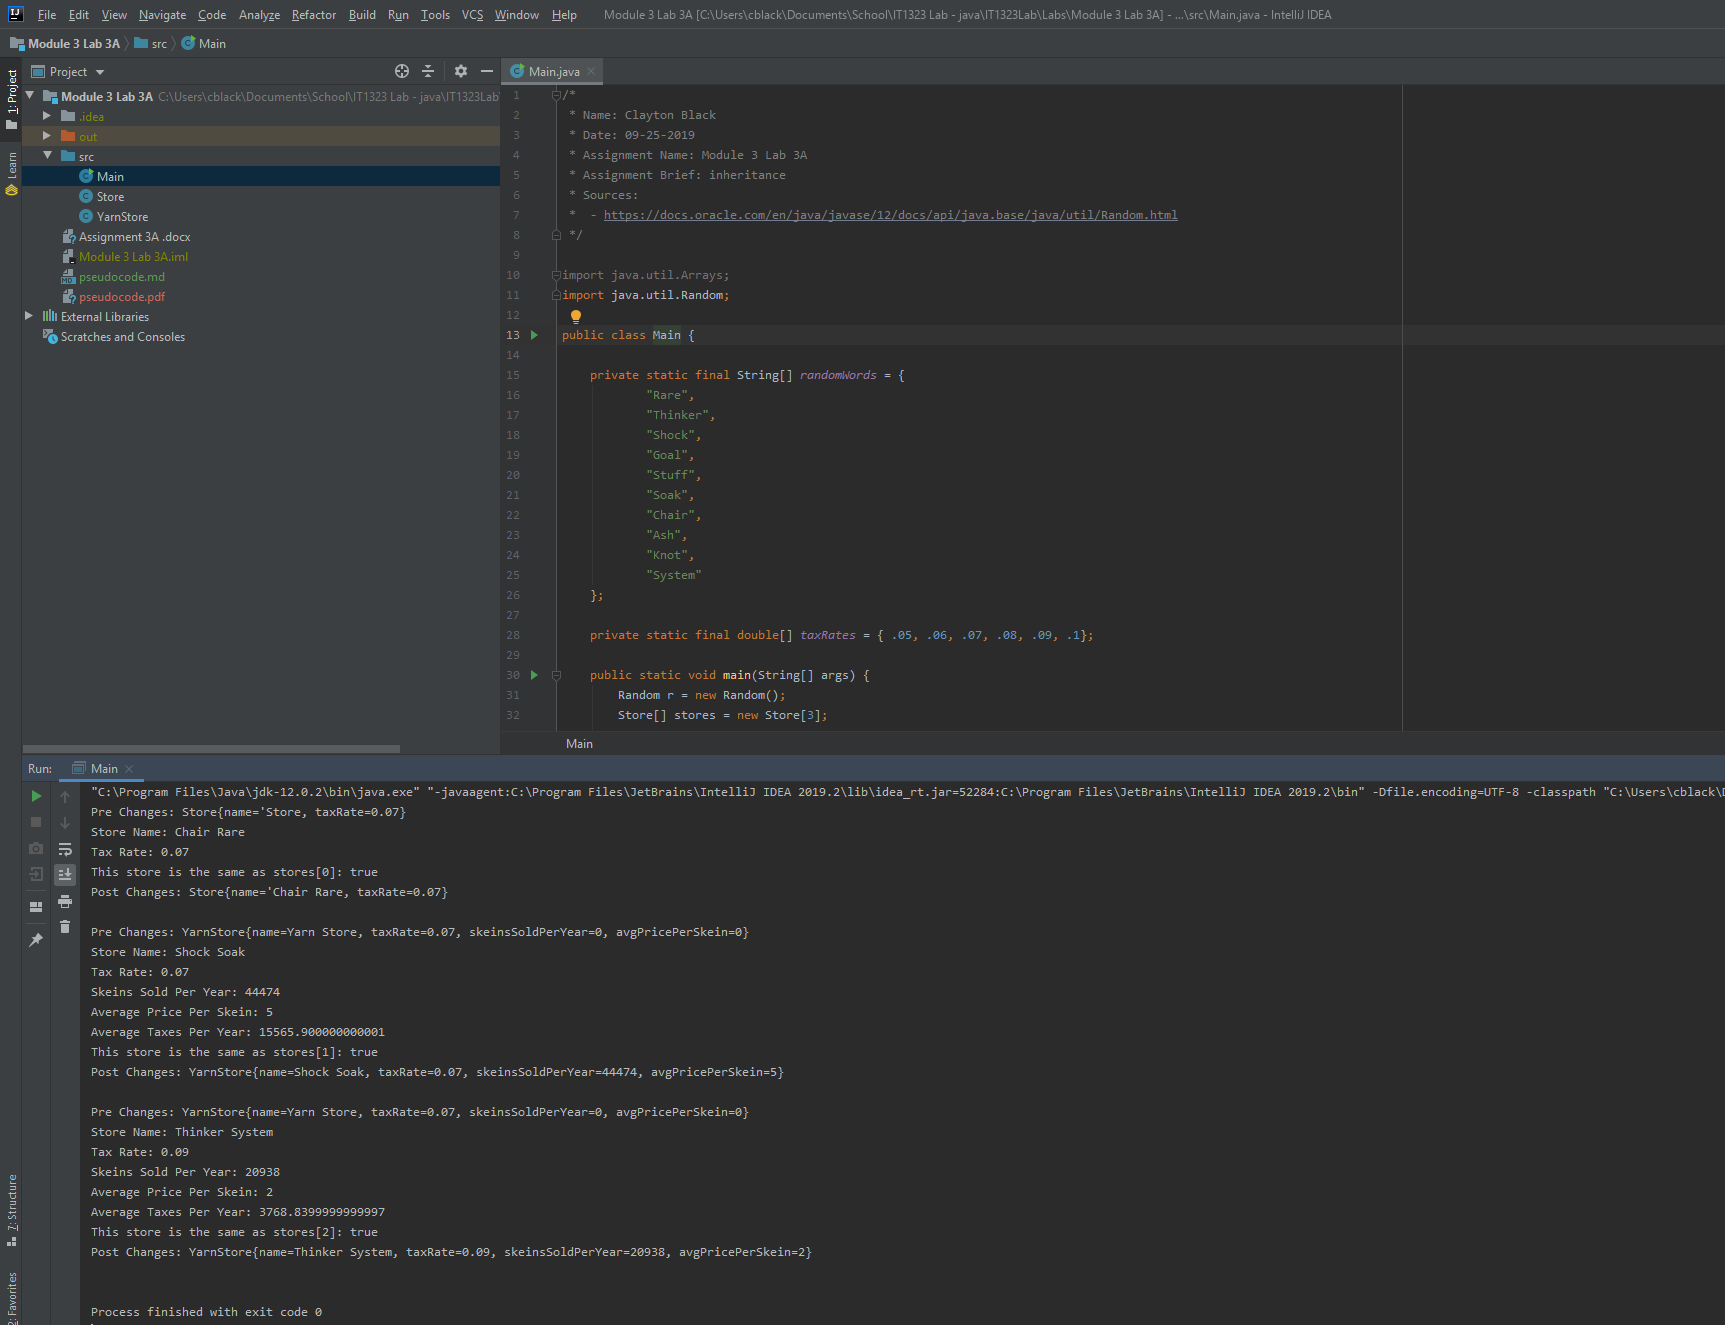 IJ File Edit View Navigate Code Analyze Refactor Build Run Tools VCS Window Help Module 3 Lab 3A [C:\Users\cblack\Documents\School\IT1323 Lab - java\IT1323Lab\Labs\Module 3 Lab 3A] - ...\src\Main.java - IntelliJ IDEA
Module 3 Lab 3A src Main
1: Project
Learn
7: Structure
2: Favorites
Project
Module 3 Lab 3A C:\Users\cblack\Documents\School\IT1323 Lab - java\IT1323Lab
.idea
out
src
Main
Store
YarnStore
Assignment 3A .docx
Module 3 Lab 3A.iml
pseudocode.md
pseudocode.pdf
External Libraries
Scratches and Consoles
Main.java
1 /*
2 * Name: Clayton Black
3 * Date: 09-25-2019
4 * Assignment Name: Module 3 Lab 3A
5 * Assignment Brief: inheritance
6 * Sources:
7 * - https://docs.oracle.com/en/java/javase/12/docs/api/java.base/java/util/Random.html
8 */
9
10 import java.util.Arrays;
11 import java.util.Random;
12
13 public class Main {
14
15 private static final String[] randomWords = {
16 "Rare",
17 "Thinker",
18 "Shock",
19 "Goal",
20 "Stuff",
21 "Soak",
22 "Chair",
23 "Ash",
24 "Knot",
25 "System"
26 };
27
28 private static final double[] taxRates = { .05, .06, .07, .08, .09, .1};
29
30 public static void main(String[] args) {
31 Random r = new Random();
32 Store[] stores = new Store[3];
Main
Run: Main
"C:\Program Files\Java\jdk-12.0.2\bin\java.exe" "-javaagent:C:\Program Files\JetBrains\IntelliJ IDEA 2019.2\lib\idea_rt.jar=52284:C:\Program Files\JetBrains\IntelliJ IDEA 2019.2\bin" -Dfile.encoding=UTF-8 -classpath "C:\Users\cblack\D
Pre Changes: Store{name='Store, taxRate=0.07}
Store Name: Chair Rare
Tax Rate: 0.07
This store is the same as stores[0]: true
Post Changes: Store{name='Chair Rare, taxRate=0.07}
Pre Changes: YarnStore{name=Yarn Store, taxRate=0.07, skeinsSoldPerYear=0, avgPricePerSkein=0}
Store Name: Shock Soak
Tax Rate: 0.07
Skeins Sold Per Year: 44474
Average Price Per Skein: 5
Average Taxes Per Year: 15565.900000000001
This store is the same as stores[1]: true
Post Changes: YarnStore{name=Shock Soak, taxRate=0.07, skeinsSoldPerYear=44474, avgPricePerSkein=5}
Pre Changes: YarnStore{name=Yarn Store, taxRate=0.07, skeinsSoldPerYear=0, avgPricePerSkein=0}
Store Name: Thinker System
Tax Rate: 0.09
Skeins Sold Per Year: 20938
Average Price Per Skein: 2
Average Taxes Per Year: 3768.8399999999997
This store is the same as stores[2]: true
Post Changes: YarnStore{name=Thinker System, taxRate=0.09, skeinsSoldPerYear=20938, avgPricePerSkein=2}
Process finished with exit code 0